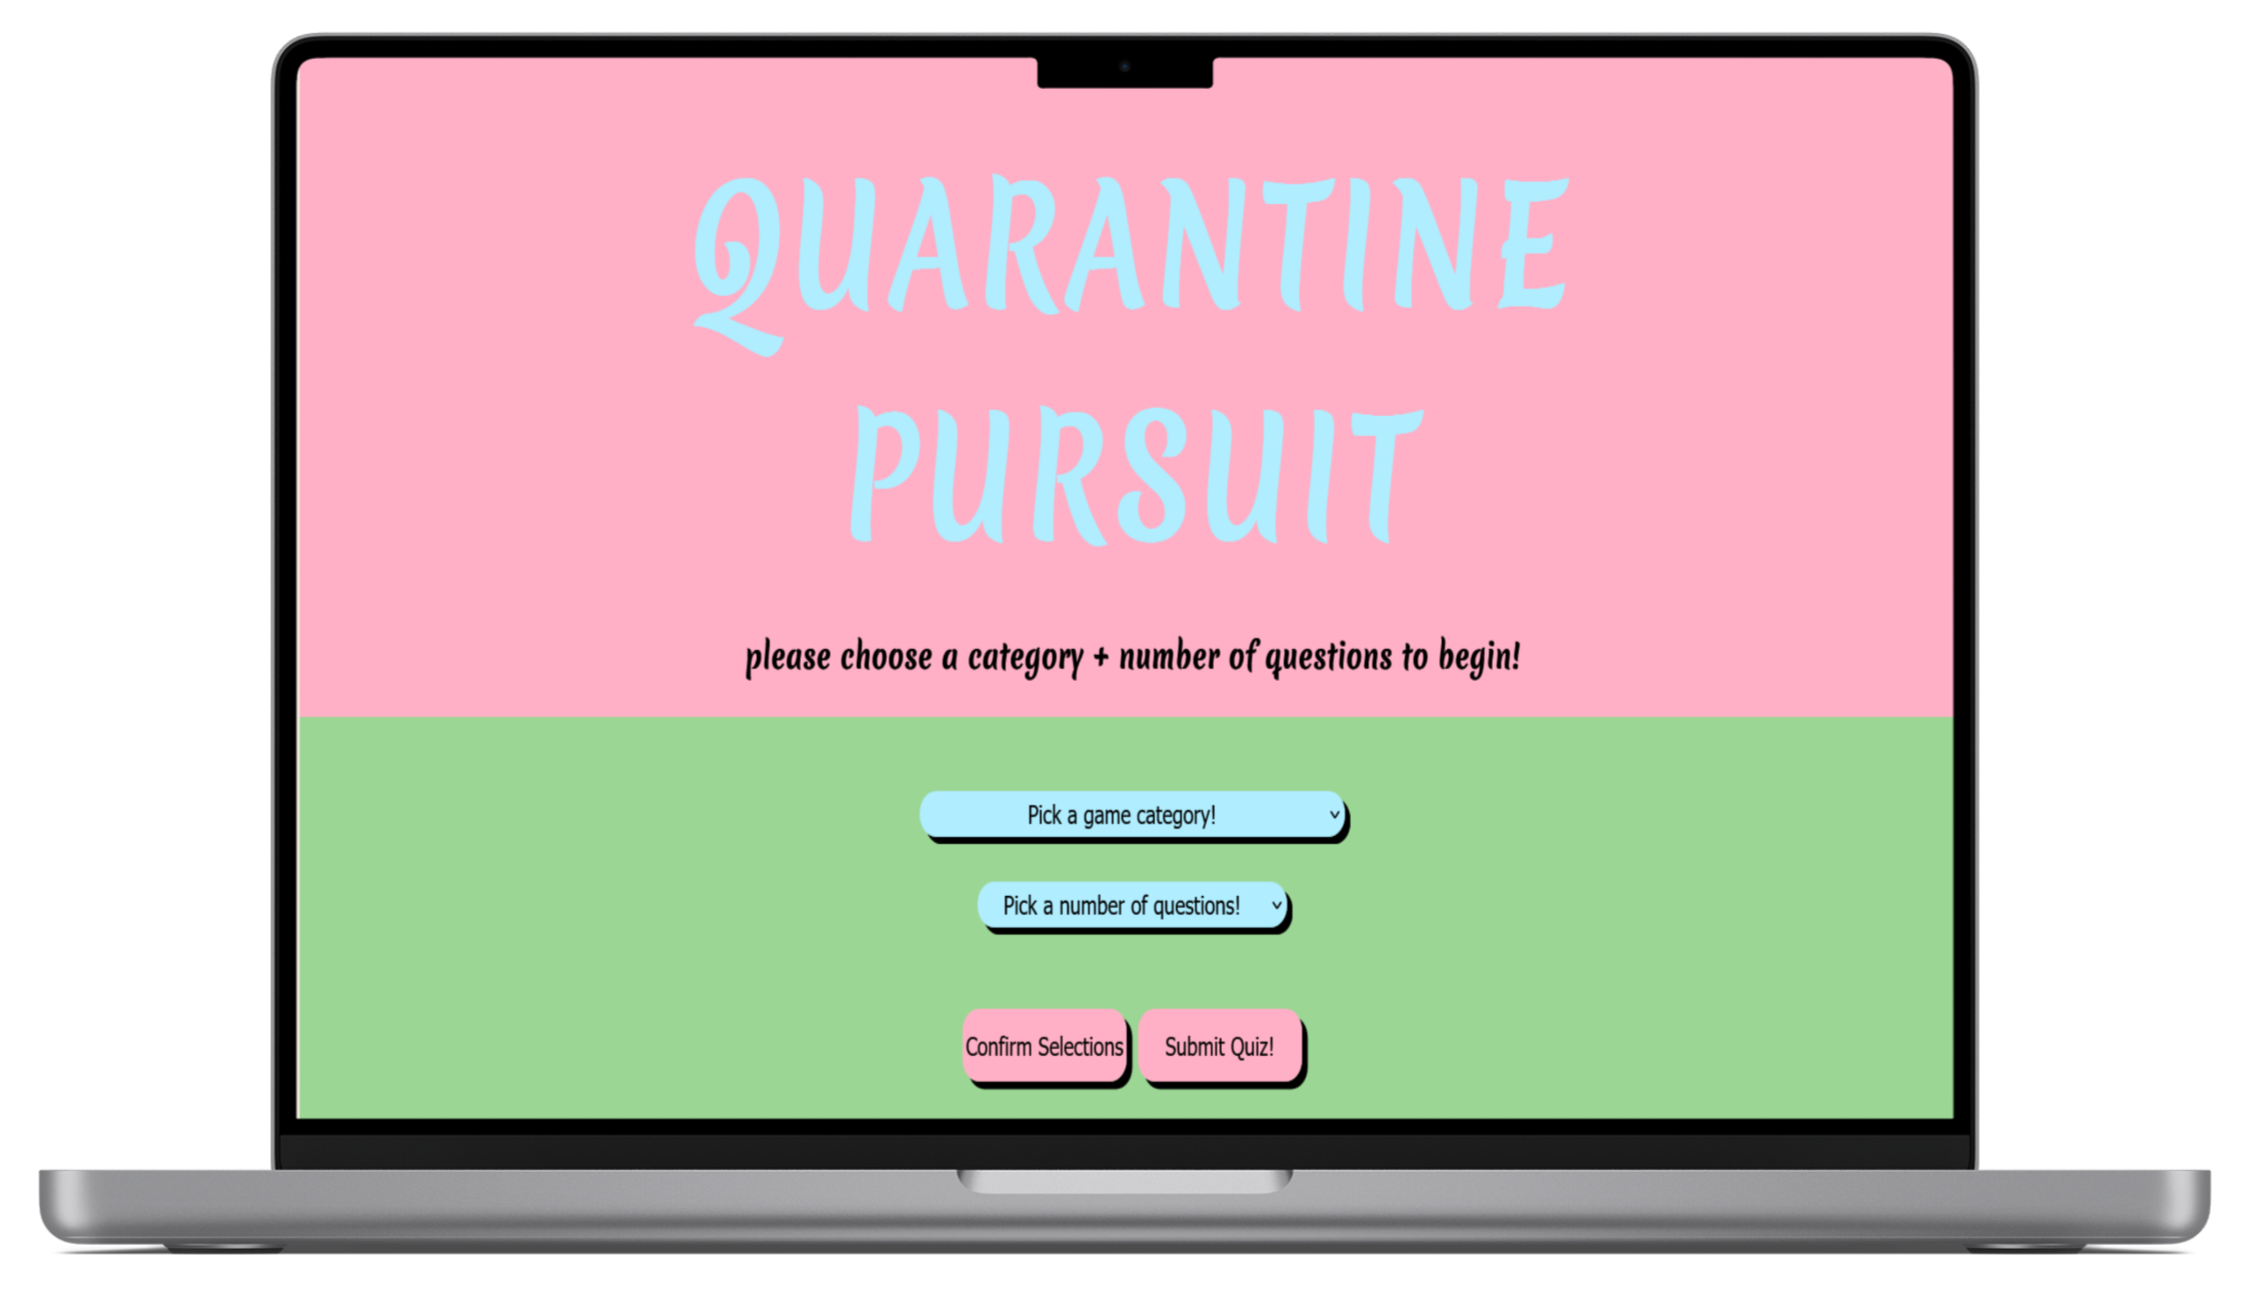 QUARANTINE
PURSUIT
please choose a category + number of questions to begin!
Pick a game category!
Pick a number of questions!
Confirm Selections Submit Quiz!